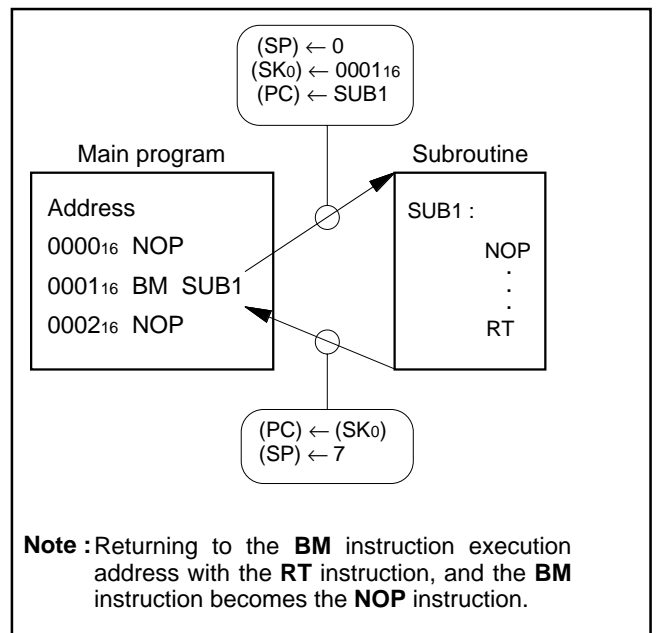 (SP) ← 0
(SK0) ← 000116
(PC) ← SUB1
Main program
Subroutine
Address
000016 NOP
000116 BM SUB1
000216 NOP
SUB1 :
NOP
.
.
.
RT
(PC) ← (SK0)
(SP) ← 7
Note : Returning to the BM instruction execution
address with the RT instruction, and the BM
instruction becomes the NOP instruction.